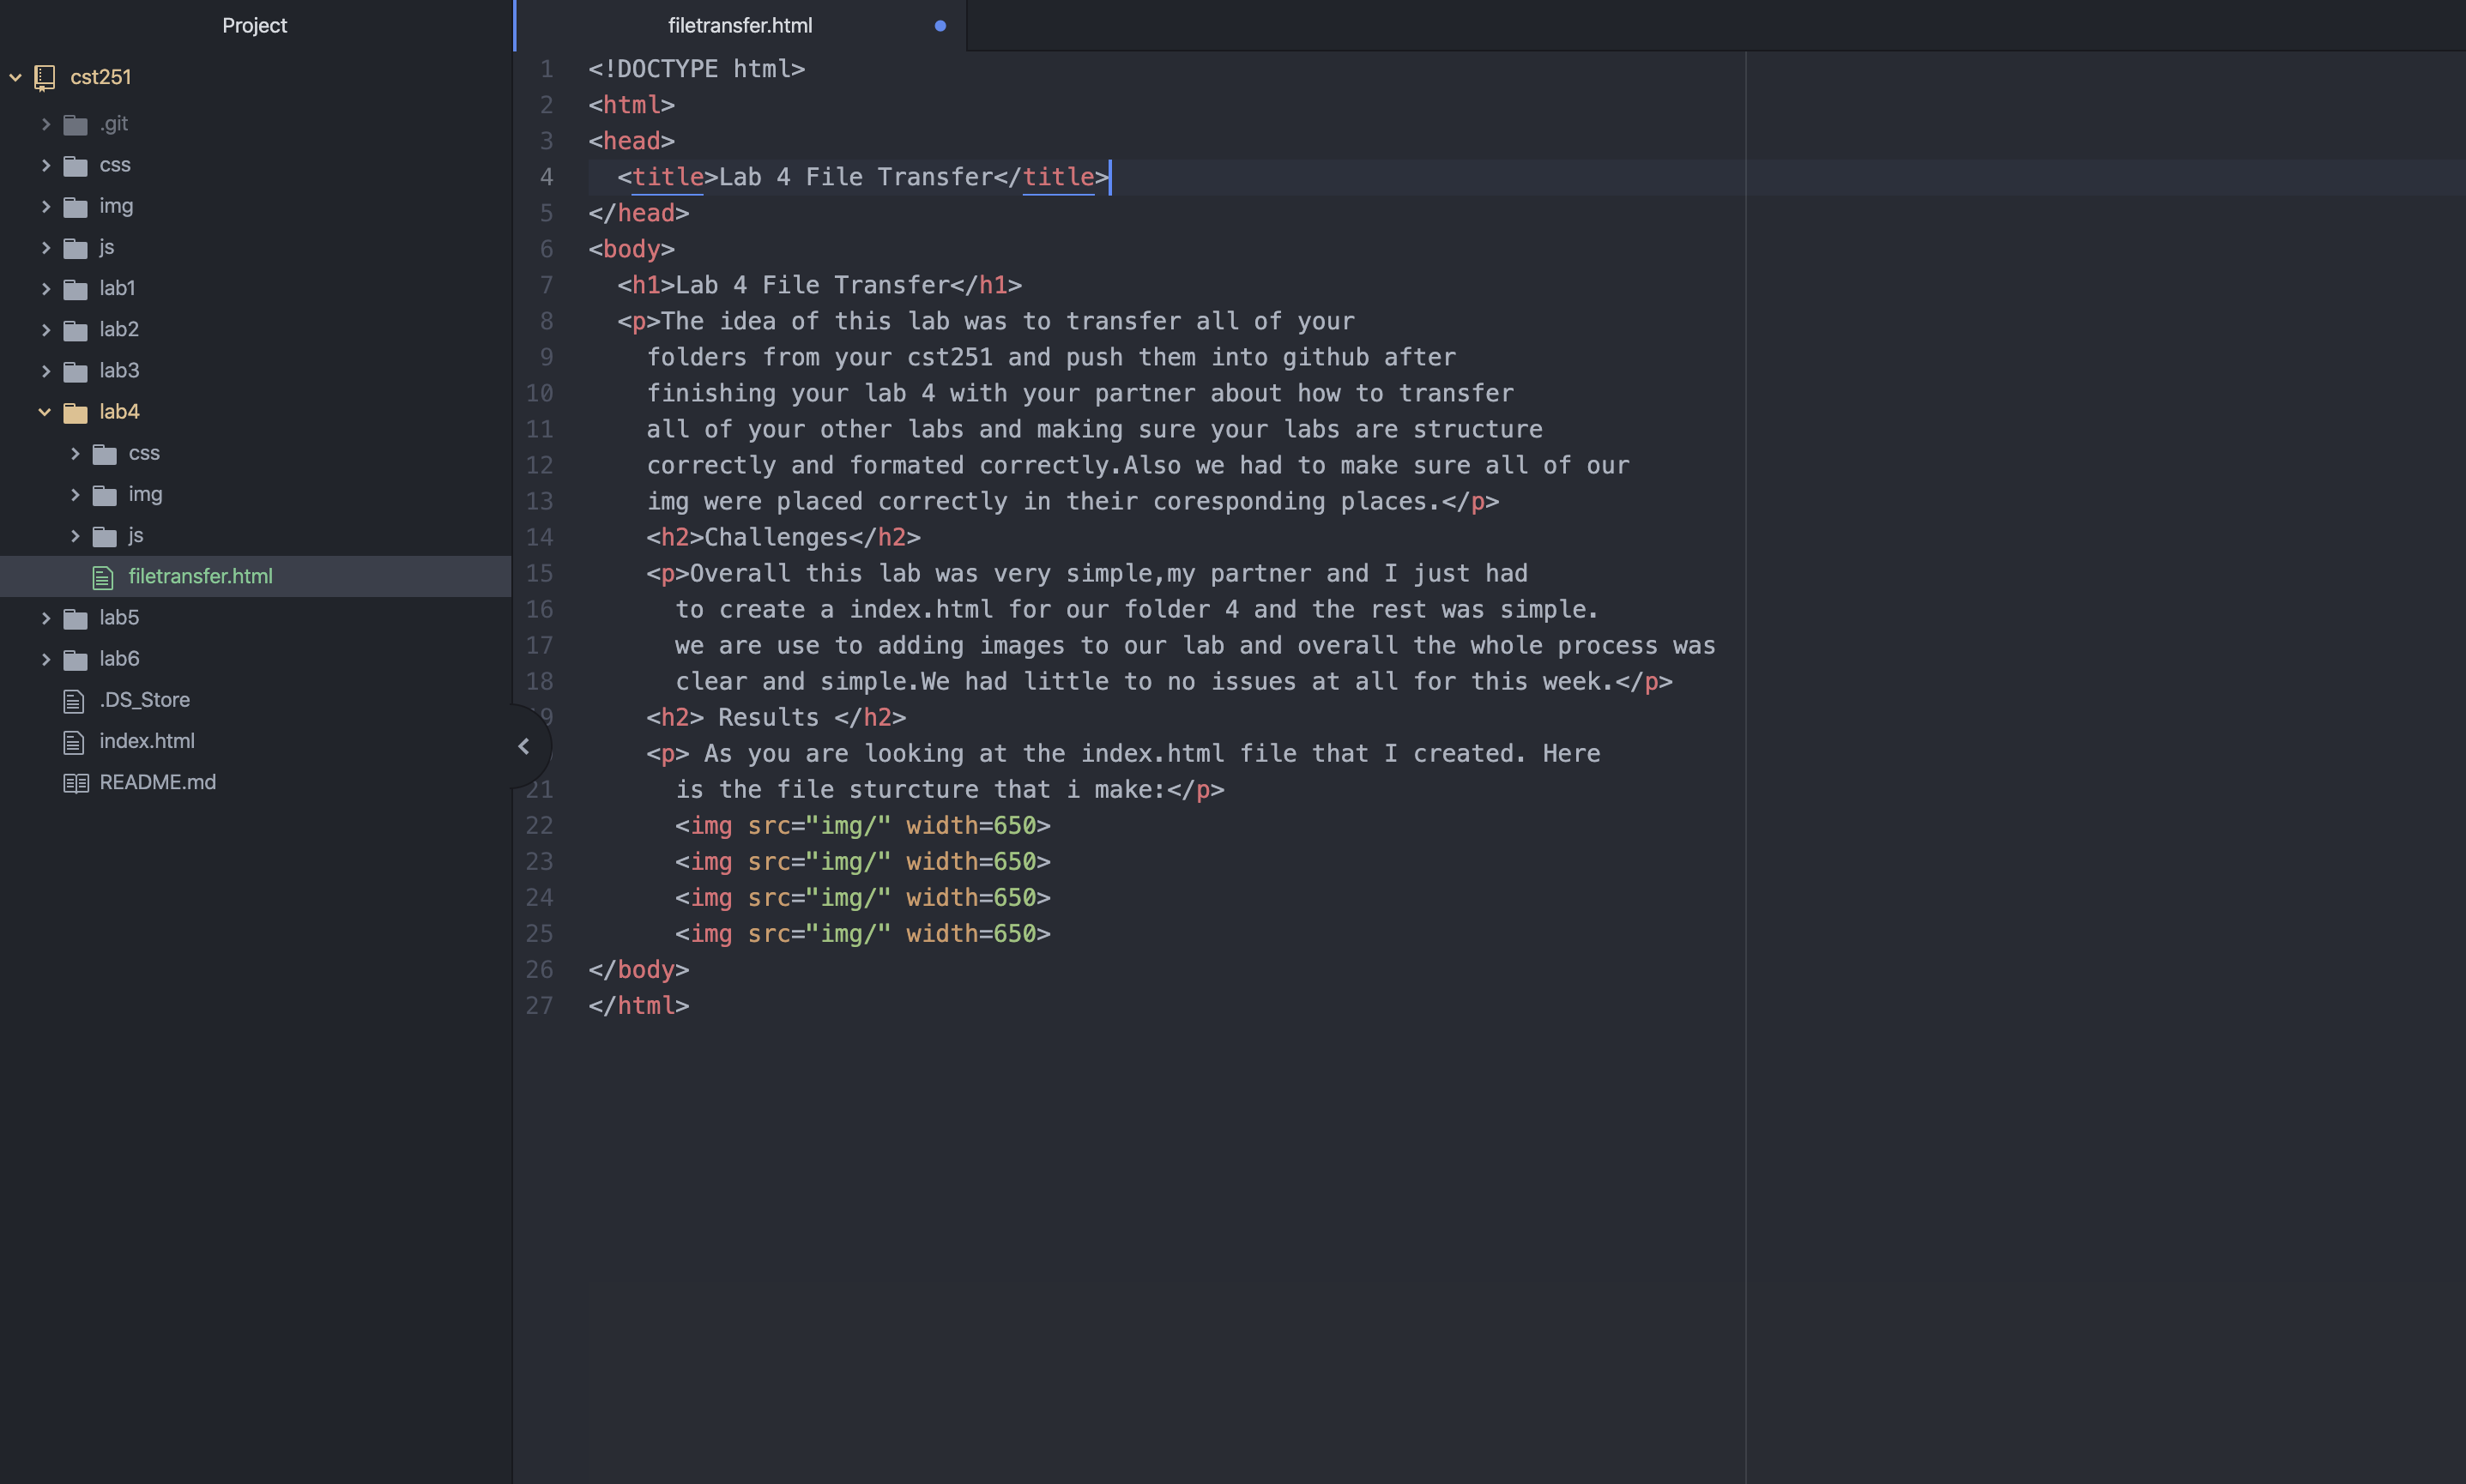 Project
cst251
.git
css
img
js
lab1
lab2
lab3
lab4
css
img
js
filetransfer.html
lab5
lab6
.DS_Store
index.html
README.md
filetransfer.html
1 <!DOCTYPE html>
2 <html>
3 <head>
4   <title>Lab 4 File Transfer</title>
5 </head>
6 <body>
7   <h1>Lab 4 File Transfer</h1>
8   <p>The idea of this lab was to transfer all of your
9     folders from your cst251 and push them into github after
10     finishing your lab 4 with your partner about how to transfer
11     all of your other labs and making sure your labs are structure
12     correctly and formated correctly.Also we had to make sure all of our
13     img were placed correctly in their coresponding places.</p>
14     <h2>Challenges</h2>
15     <p>Overall this lab was very simple,my partner and I just had
16       to create a index.html for our folder 4 and the rest was simple.
17       we are use to adding images to our lab and overall the whole process was
18       clear and simple.We had little to no issues at all for this week.</p>
9     <h2> Results </h2>
    <p> As you are looking at the index.html file that I created. Here
21       is the file sturcture that i make:</p>
22       <img src="img/" width=650>
23       <img src="img/" width=650>
24       <img src="img/" width=650>
25       <img src="img/" width=650>
26 </body>
27 </html>